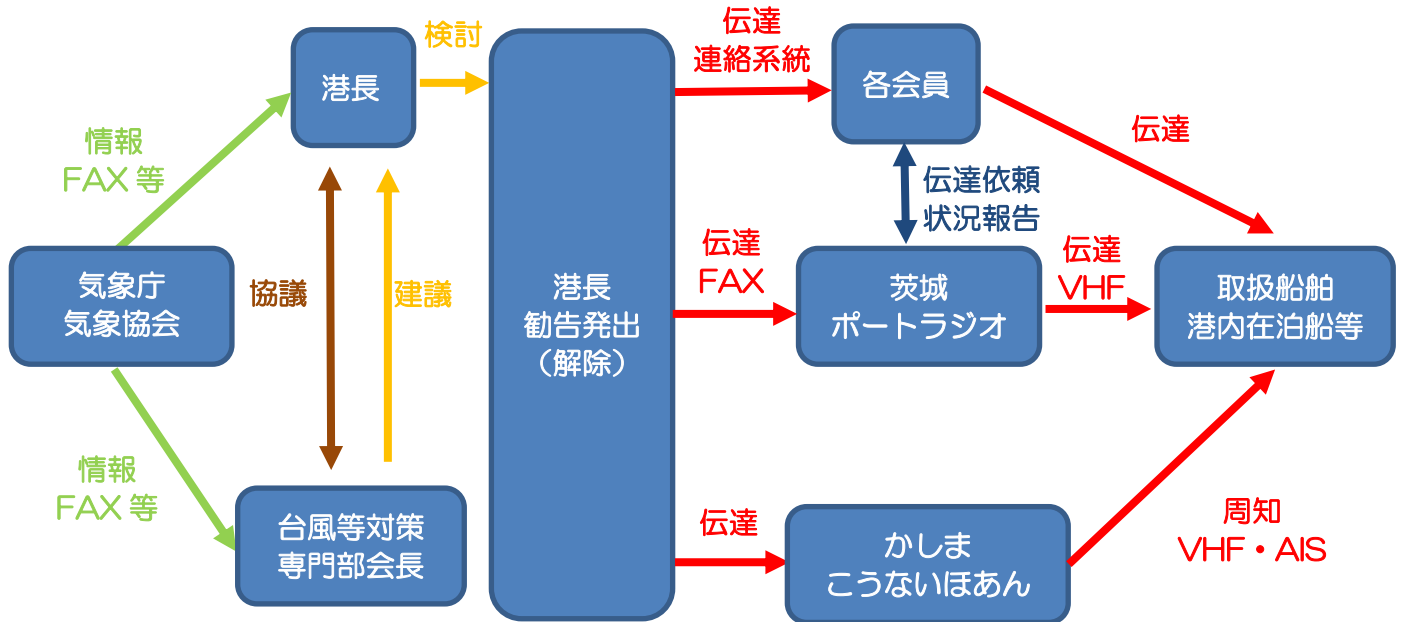 情報
FAX 等
港長
検討
気象庁
気象協会
協議
建議
情報
FAX 等
台風等対策
専門部会長
港長
勧告発出
（解除）
伝達
連絡系統
各会員
伝達
伝達依頼
状況報告
伝達
FAX
茨城
ポートラジオ
伝達
VHF
取扱船舶
港内在泊船等
伝達
かしま
こうないほあん
周知
VHF・AIS